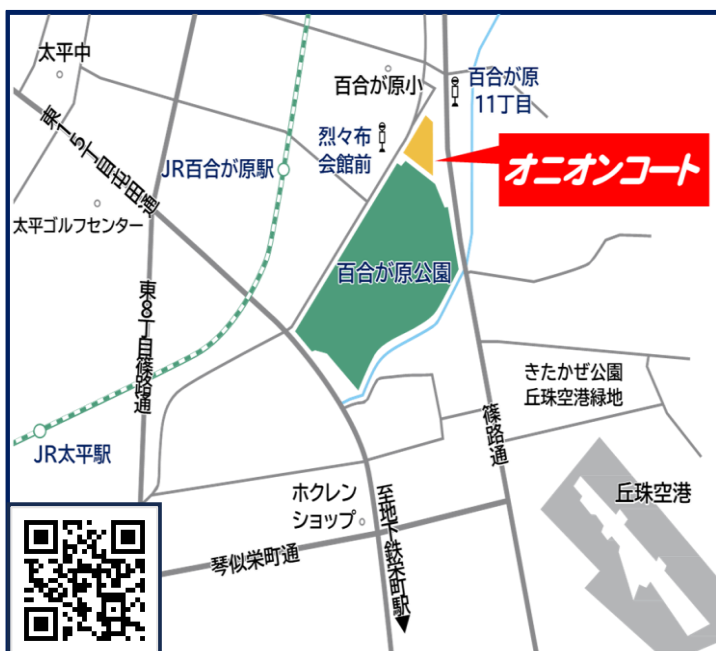 太平中
百合が原小
百合が原
11丁目
烈々布
会館前
オニオンコート
東15丁目屯田通
JR百合が原駅
太平ゴルフセンター
百合が原公園
東8丁目篠路通
きたかぜ公園
丘珠空港緑地
篠路通
JR太平駅
ホクレン
ショップ
至地下鉄栄町駅
丘珠空港
琴似栄町通